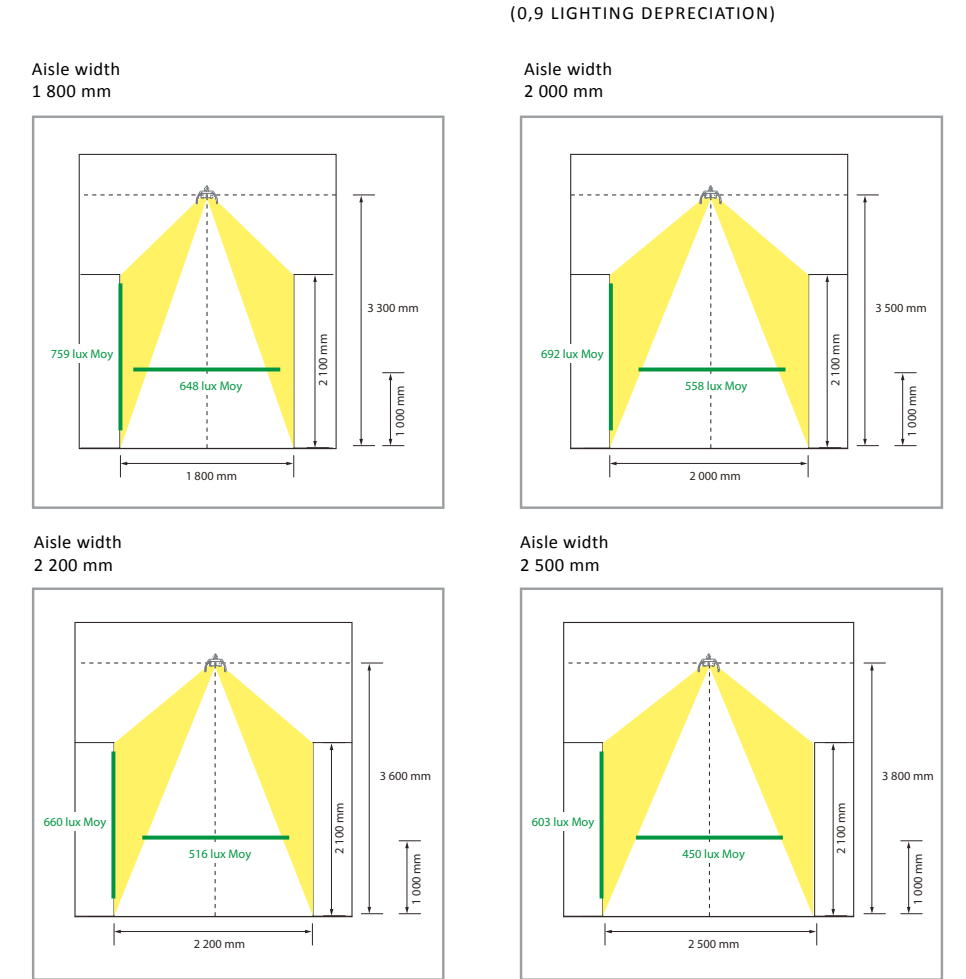 (0,9 LIGHTING DEPRECIATION)
Aisle width
1 800 mm
Aisle width
2 000 mm
3 300 mm
759 lux Moy
2 100 mm
648 lux Moy
1 000 mm
1 800 mm
3 500 mm
692 lux Moy
2 100 mm
558 lux Moy
1 000 mm
2 000 mm
Aisle width
2 200 mm
Aisle width
2 500 mm
3 600 mm
660 lux Moy
2 100 mm
516 lux Moy
1 000 mm
2 200 mm
3 800 mm
603 lux Moy
2 100 mm
450 lux Moy
1 000 mm
2 500 mm